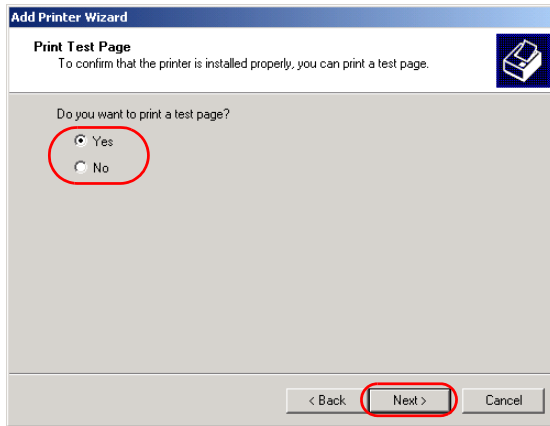 Add Printer Wizard
Print Test Page
To confirm that the printer is installed properly, you can print a test page.
Do you want to print a test page?
Yes
No
< Back Next > Cancel